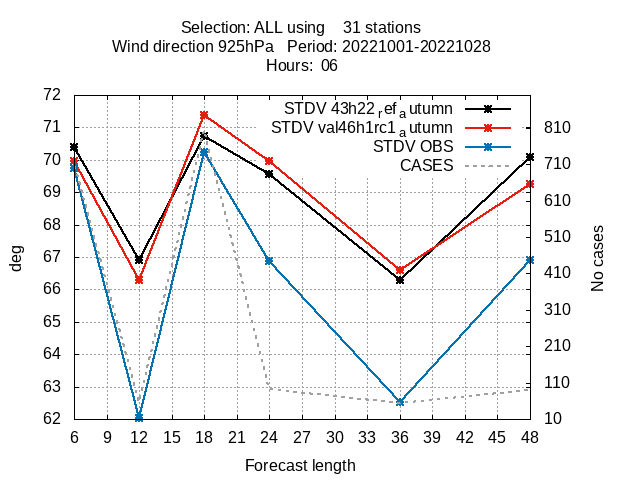 Selection: ALL using 31 stations
Wind direction 925hPa Period: 20221001-20221028
Hours: 06
STDV 43h22ref autumn
STDV val46h1rc1autumn
STDV OBS
CASES
72
71
70
69
68
67
66
65
64
63
62
deg
810
710
610
510
410
310
210
110
10
No cases
6 9 12 15 18 21 24 27 30 33 36 39 42 45 48
Forecast length